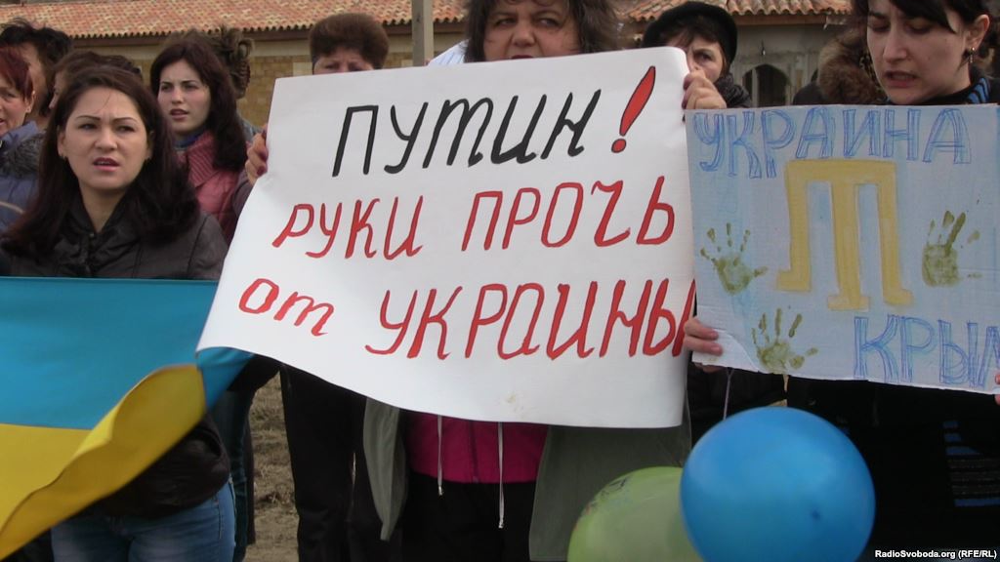 ПУТИН!
РУКИ ПРОЧЬ
от УКРАИНЫ
УКРАИНА
КРЫМ
RadioSvoboda.org (RFE/RL)